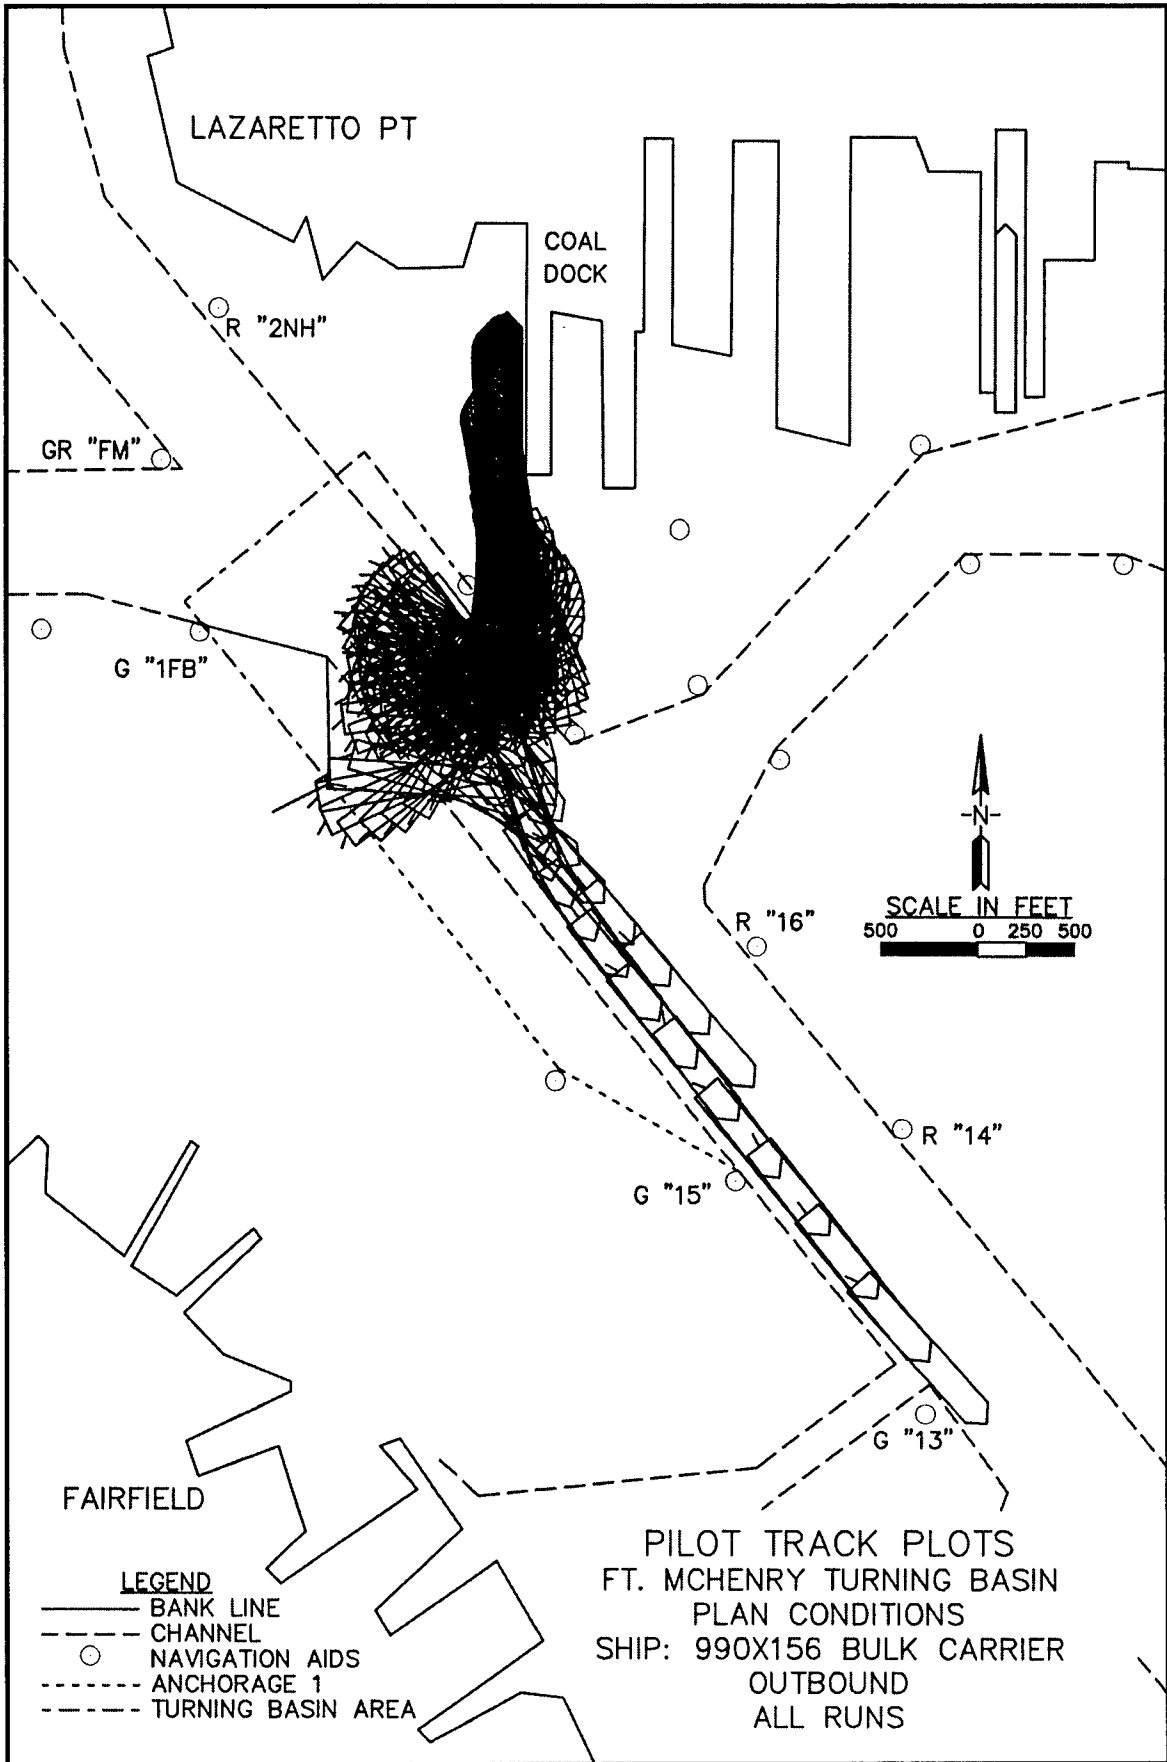 LAZARETTO PT
COAL
DOCK
R "2NH"
GR "FM"
G "1FB"
-N-
SCALE IN FEET
500 0 250 500
R "16"
R "14"
G "15"
G "13"
FAIRFIELD
LEGEND
BANK LINE
CHANNEL
NAVIGATION AIDS
ANCHORAGE 1
TURNING BASIN AREA
PILOT TRACK PLOTS
FT. MCHENRY TURNING BASIN
PLAN CONDITIONS
SHIP: 990X156 BULK CARRIER
OUTBOUND
ALL RUNS